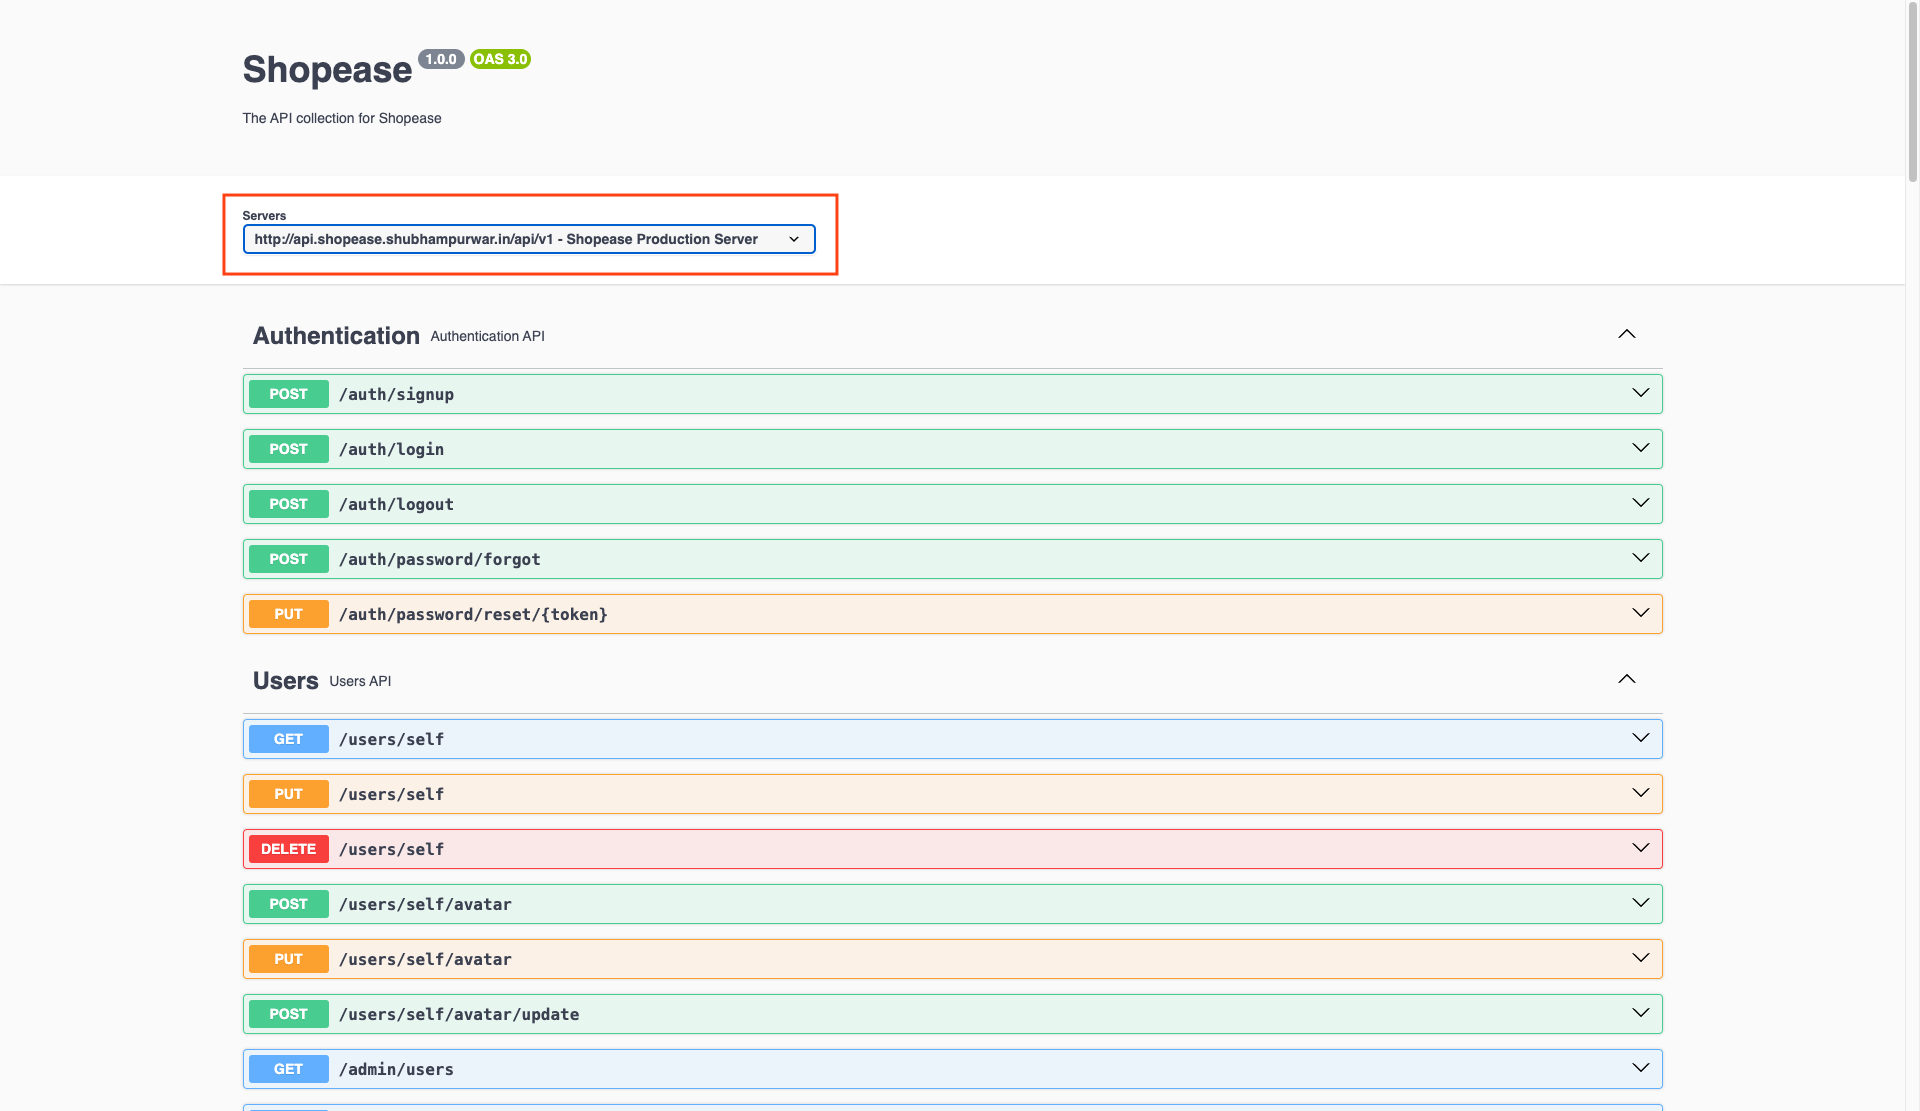 Shopease 1.0.0 OAS 3.0
The API collection for Shopease
Servers
http://api.shopease.shubhampurwar.in/api/v1 - Shopease Production Server
Authentication Authentication API
POST /auth/signup
POST /auth/login
POST /auth/logout
POST /auth/password/forgot
PUT /auth/password/reset/{token}
Users Users API
GET /users/self
PUT /users/self
DELETE /users/self
POST /users/self/avatar
PUT /users/self/avatar
POST /users/self/avatar/update
GET /admin/users